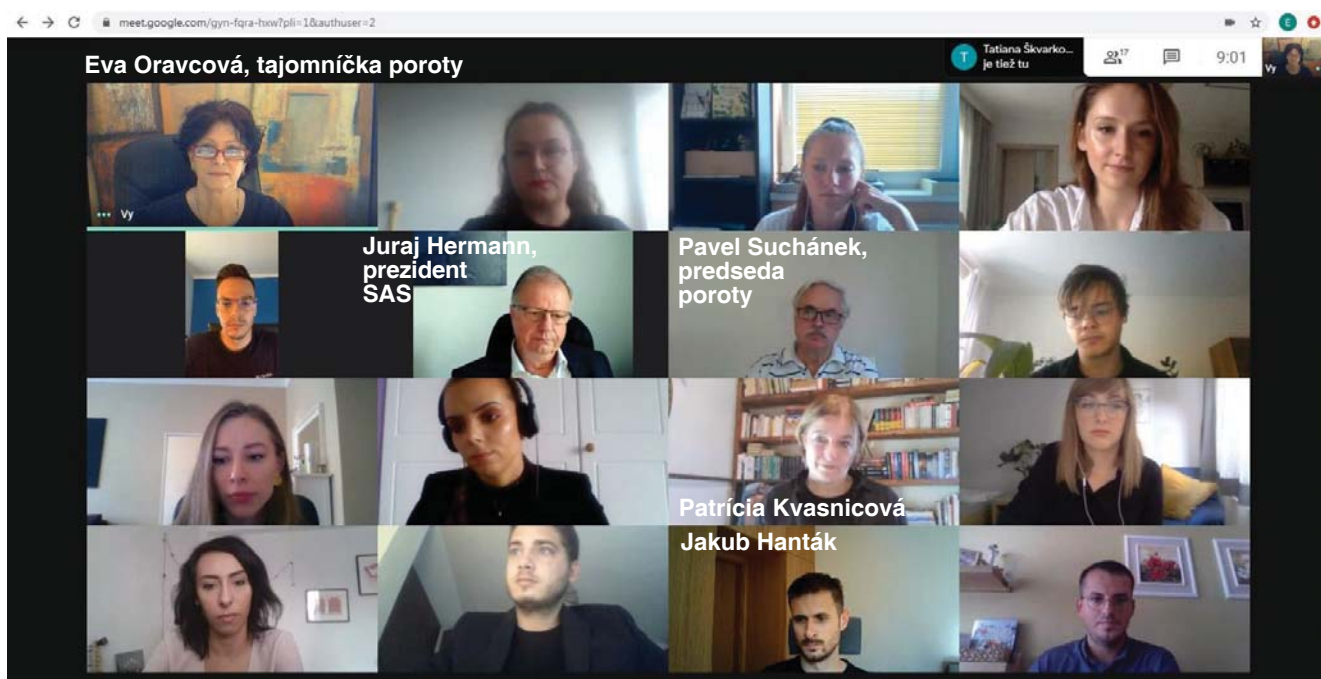 meet.google.com/gyn-fqra-hxw?pli=1&authuser=2
E
Eva Oravcová, tajomníčka poroty
T
Tatiana Škvarko...
je tiež tu
17
9:01
Vy
Vy
Juraj Hermann,
prezident
SAS
Pavel Suchánek,
predseda
poroty
Patrícia Kvasnicová
Jakub Hanták